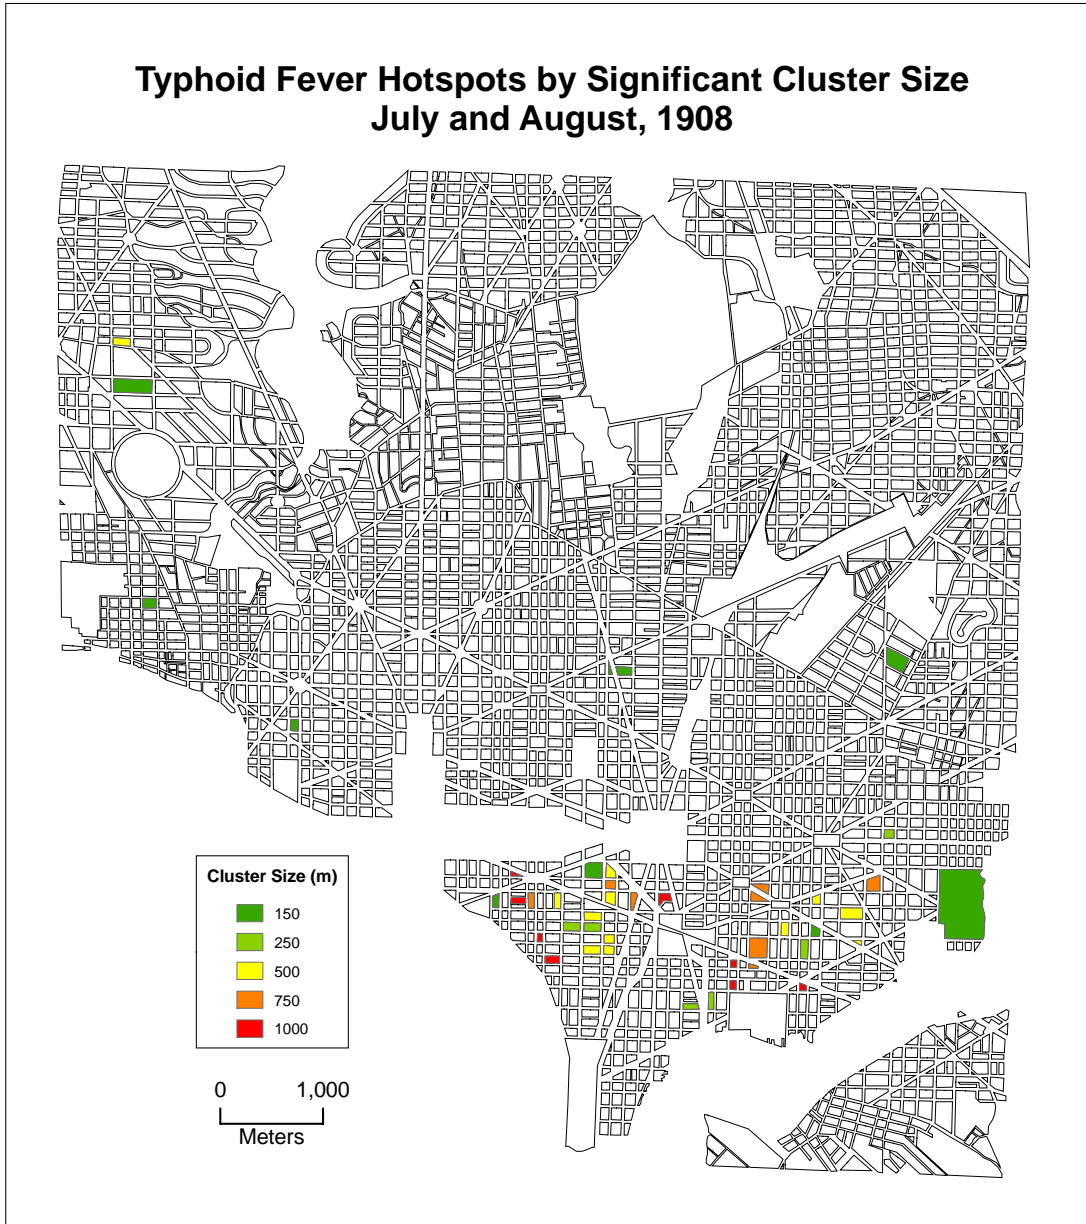 Typhoid Fever Hotspots by Significant Cluster Size
July and August, 1908
Cluster Size (m)
150
250
500
750
1000
0 1,000
Meters